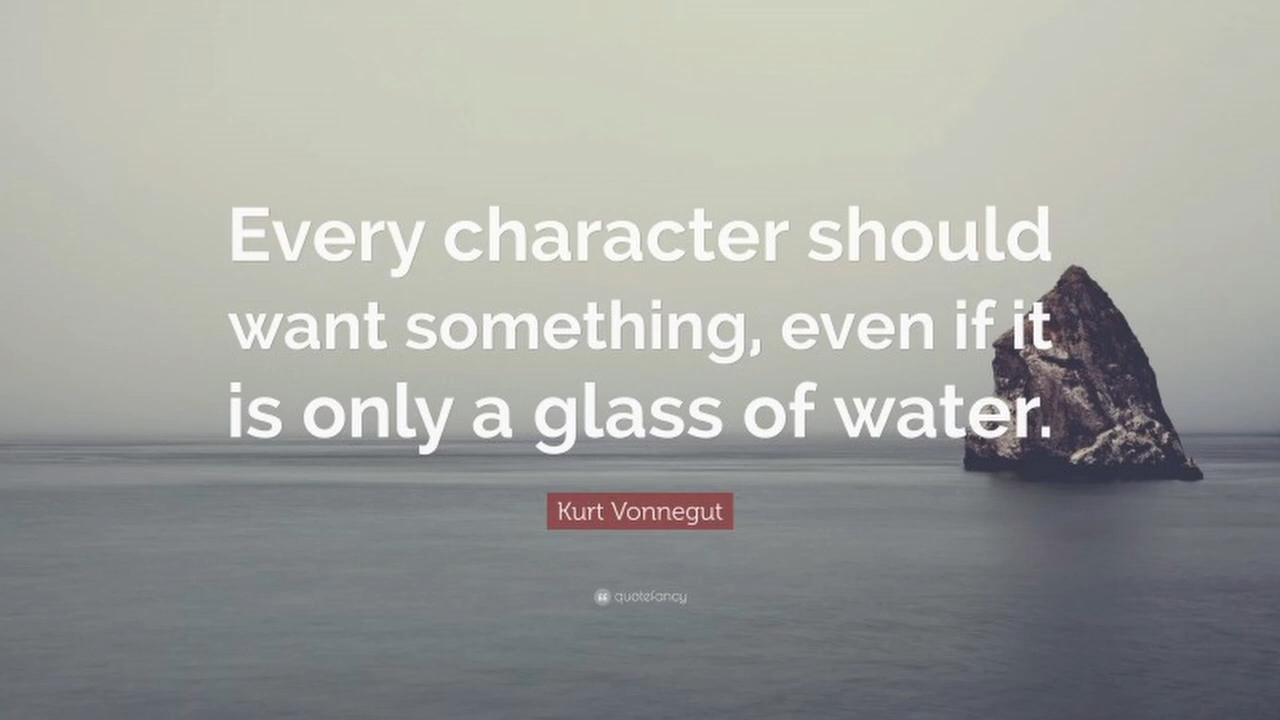 Every character should
want something, even if it
is only a glass of water.
Kurt Vonnegut
quotefancy